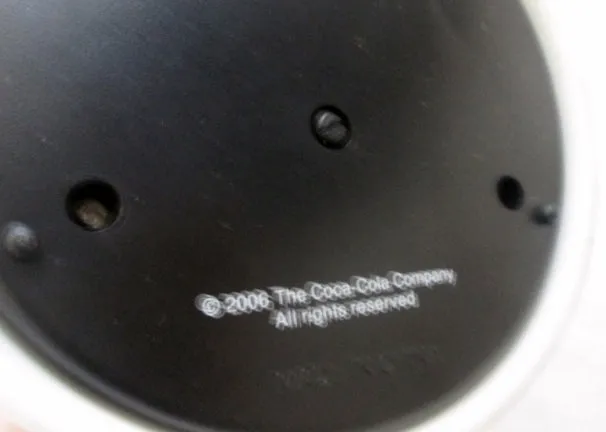 © 2006 The Coca-Cola Company
All rights reserved